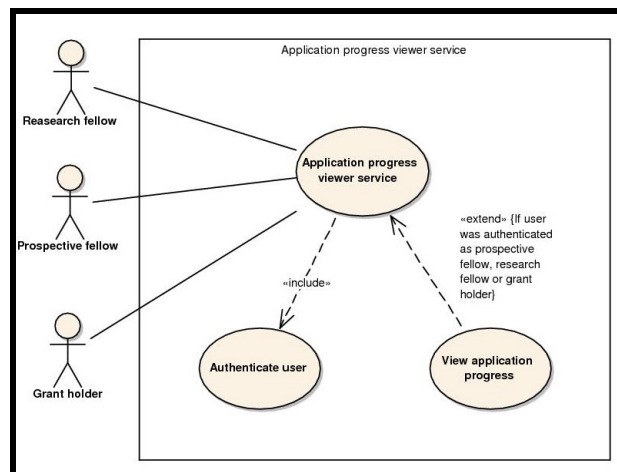 Application progress viewer service
Reasearch fellow
Application progress
viewer service
Prospective fellow
«extend» {If user
was authenticated
as prospective
fellow, research
fellow or grant
holder}
«include»
Authenticate user
View application
progress
Grant holder